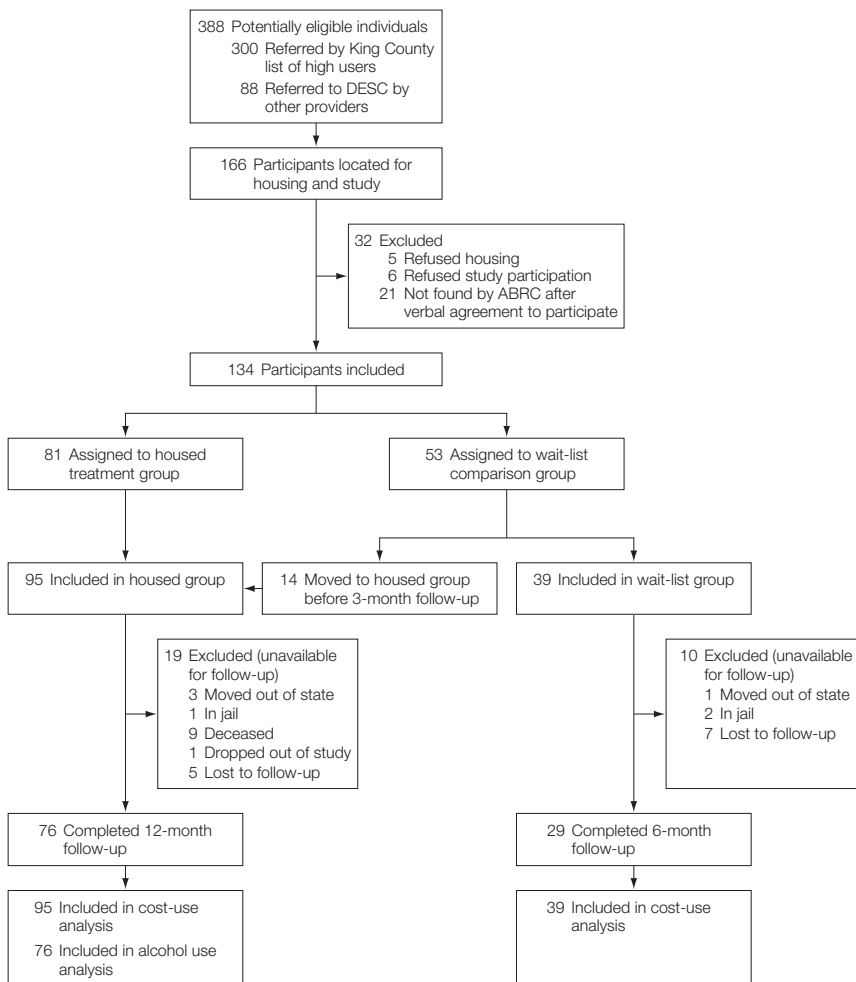 388 Potentially eligible individuals
300 Referred by King County
list of high users
88 Referred to DESC by
other providers
166 Participants located for
housing and study
32 Excluded
5 Refused housing
6 Refused study participation
21 Not found by ABRC after
verbal agreement to participate
134 Participants included
81 Assigned to housed
treatment group
53 Assigned to wait-list
comparison group
95 Included in housed group
14 Moved to housed group
before 3-month follow-up
39 Included in wait-list group
19 Excluded (unavailable
for follow-up)
3 Moved out of state
1 In jail
9 Deceased
1 Dropped out of study
5 Lost to follow-up
10 Excluded (unavailable
for follow-up)
1 Moved out of state
2 In jail
7 Lost to follow-up
76 Completed 12-month
follow-up
29 Completed 6-month
follow-up
95 Included in cost-use
analysis
76 Included in alcohol use
analysis
39 Included in cost-use
analysis